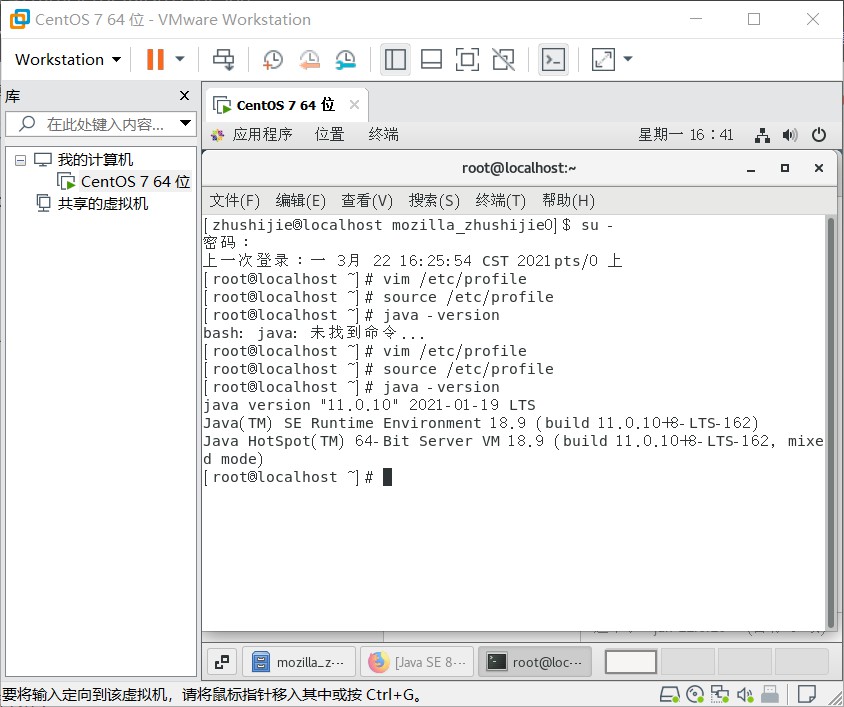 CentOS 7 64 位 - VMware Workstation
Workstation
库
在此处键入内容...
我的计算机
CentOS 7 64 位
共享的虚拟机
CentOS 7 64 位
应用程序 位置 终端 星期一 16：41
root@localhost:~
文件(F) 编辑(E) 查看(V) 搜索(S) 终端(T) 帮助(H)
[zhushijie@localhost mozilla_zhushijie0]$ su -
密码：
上一次登录：一 3月 22 16:25:54 CST 2021pts/0 上
[root@localhost ~]# vim /etc/profile
[root@localhost ~]# source /etc/profile
[root@localhost ~]# java -version
bash: java: 未找到命令...
[root@localhost ~]# vim /etc/profile
[root@localhost ~]# source /etc/profile
[root@localhost ~]# java -version
java version "11.0.10" 2021-01-19 LTS
Java(TM) SE Runtime Environment 18.9 (build 11.0.10+8-LTS-162)
Java HotSpot(TM) 64-Bit Server VM 18.9 (build 11.0.10+8-LTS-162, mixe
d mode)
[root@localhost ~]#
mozilla_z··· [Java SE 8··· root@loc···
要将输入定向到该虚拟机，请将鼠标指针移入其中或按 Ctrl+G。